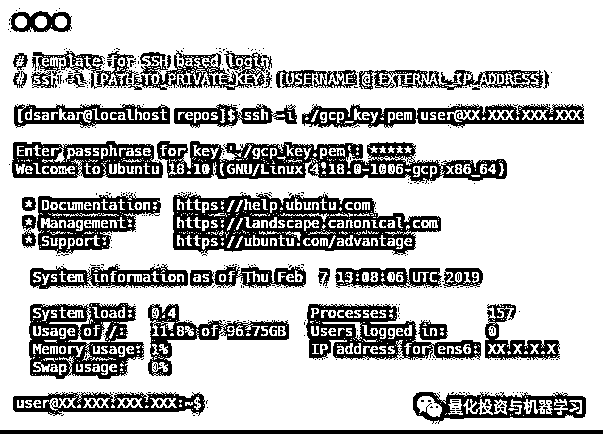 # Template for SSH based login
# ssh -i [PATH_TO_PRIVATE_KEY] [USERNAME]@[EXTERNAL_IP_ADDRESS]
[dsarkar@localhost repos]$ ssh -i ./gcp_key.pem user@XX.XXX.XXX.XXX
Enter passphrase for key './gcp_key.pem': *****
Welcome to Ubuntu 18.10 (GNU/Linux 4.18.0-1006-gcp x86_64)
* Documentation: https://help.ubuntu.com
* Management: https://landscape.canonical.com
* Support: https://ubuntu.com/advantage
System information as of Thu Feb 7 13:08:06 UTC 2019
System load: 0.4 Processes: 157
Usage of /: 11.8% of 96.75GB Users logged in: 0
Memory usage: 1% IP address for ens6: XX.X.X.X
Swap usage: 0%
user@XX.XXX.XXX.XXX:~$
量化投资与机器学习